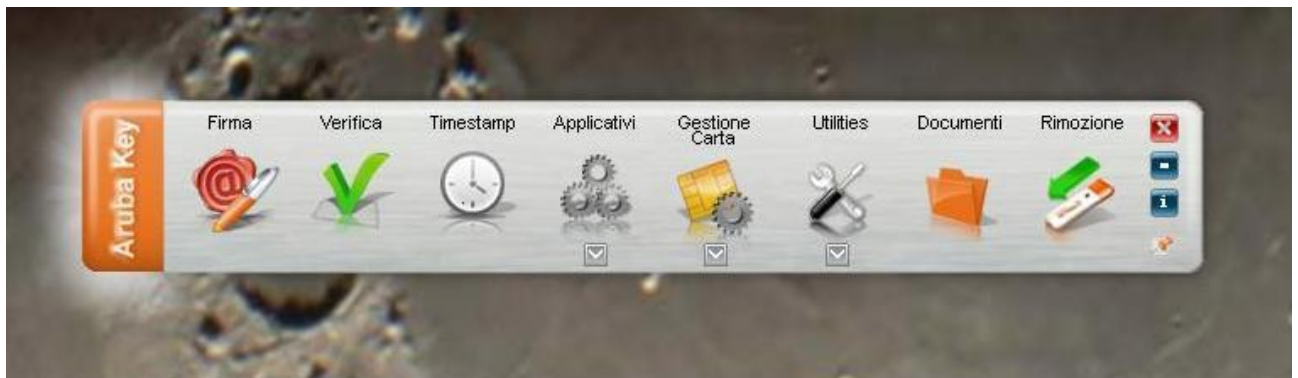 Aruba Key
Firma
Verifica
Timestamp
Applicativi
Gestione
Carta
Utilities
Documenti
Rimozione